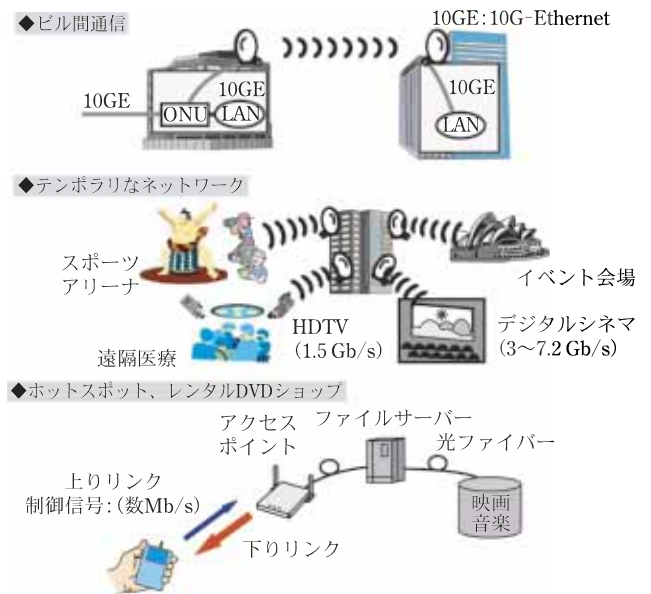 ◆ビル間通信
10GE:10G-Ethernet
10GE
ONU
10GE
LAN
10GE
LAN
◆テンポラリなネットワーク
スポーツ
アリーナ
イベント会場
遠隔医療
HDTV
(1.5 Gb/s)
デジタルシネマ
(3〜7.2 Gb/s)
◆ホットスポット、レンタルDVDショップ
アクセス
ポイント
ファイルサーバー
光ファイバー
上りリンク
制御信号:(数Mb/s)
下りリンク
映画
音楽